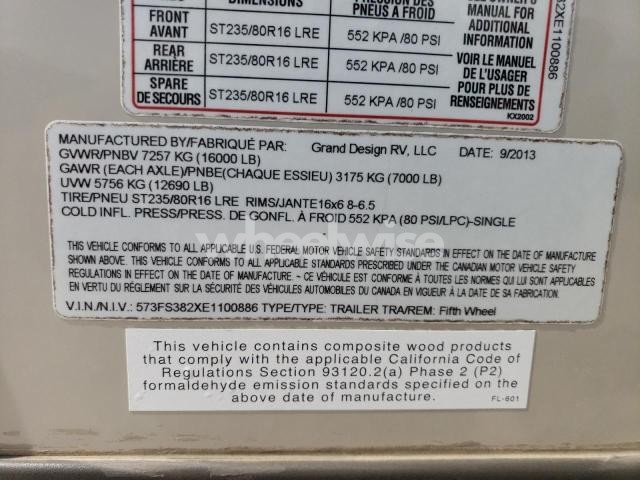 DIMENSIONS
PRESSION DES
PNEUS A FROID
MANUAL FOR
ADDITIONAL
INFORMATION
VOIR LE MANUEL
DE L'USAGER
POUR PLUS DE
RENSEIGNEMENTS
KX2002
FRONT
AVANT
ST235/80R16 LRE
552 KPA /80 PSI
REAR
ARRIÈRE
ST235/80R16 LRE
552 KPA /80 PSI
SPARE
DE SECOURS
ST235/80R16 LRE
552 KPA /80 PSI
82XE1100886
MANUFACTURED BY/FABRIQUÉ PAR: Grand Design RV, LLC DATE: 9/2013
GVWR/PNBV 7257 KG (16000 LB)
GAWR (EACH AXLE)/PNBE(CHAQUE ESSIEU) 3175 KG (7000 LB)
UVW 5756 KG (12690 LB)
TIRE/PNEU ST235/80R16 LRE RIMS/JANTE16x6 8-6.5
COLD INFL. PRESS/PRESS. DE GONFL. À FROID 552 KPA (80 PSI/LPC)-SINGLE
wheelwise
THIS VEHICLE CONFORMS TO ALL APPLICABLE U.S. FEDERAL MOTOR VEHICLE SAFETY STANDARDS IN EFFECT ON THE DATE OF MANUFACTURE
SHOWN ABOVE. THIS VEHICLE CONFORMS TO ALL APPLICABLE STANDARDS PRESCRIBED UNDER THE CANADIAN MOTOR VEHICLE SAFETY
REGULATIONS IN EFFECT ON THE DATE OF MANUFACTURE - CE VÉHICULE EST CONFORME À TOUTES LES NORMES QUI LUI SONT APPLICABLES
EN VERTU DU RÉGLEMENT SUR LA SÉCURITÉ DES VÉHICULES AUTOMOBILES DU CANADA EN VIGUEUR À LA DATE DE SA FABRICATION.
V.I.N./N.I.V.: 573FS382XE1100886 TYPE/TYPE: TRAILER TRA/REM: Fifth Wheel
This vehicle contains composite wood products
that comply with the applicable California Code of
Regulations Section 93120.2(a) Phase 2 (P2)
formaldehyde emission standards specified on the
above date of manufacture.
FL-601